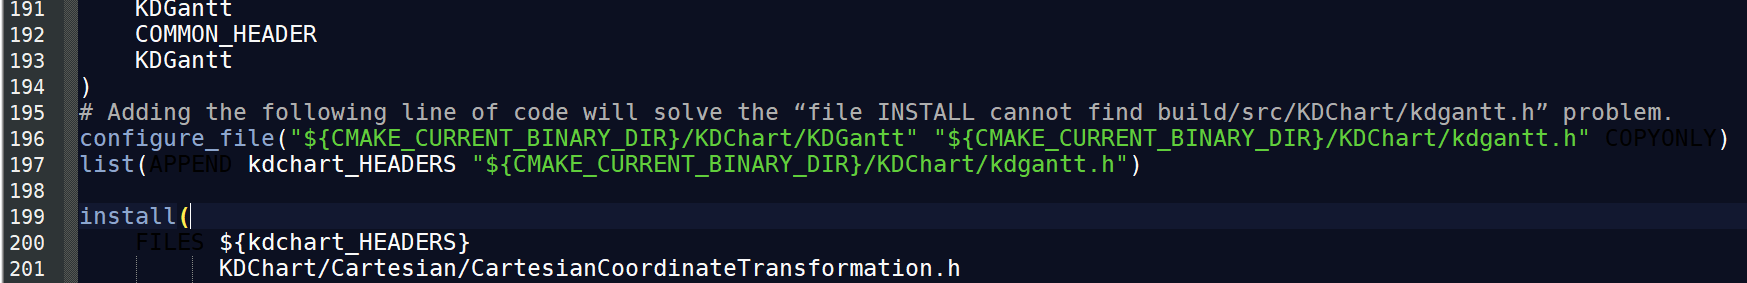 191 KDGantt
192 COMMON_HEADER
193 KDGantt
194 )
195 # Adding the following line of code will solve the “file INSTALL cannot find build/src/KDChart/kdgantt.h” problem.
196 configure_file("${CMAKE_CURRENT_BINARY_DIR}/KDChart/KDGantt" "${CMAKE_CURRENT_BINARY_DIR}/KDChart/kdgantt.h" COPYONLY)
197 list(APPEND kdchart_HEADERS "${CMAKE_CURRENT_BINARY_DIR}/KDChart/kdgantt.h")
198
199 install(
200 FILES ${kdchart_HEADERS}
201 KDChart/Cartesian/CartesianCoordinateTransformation.h